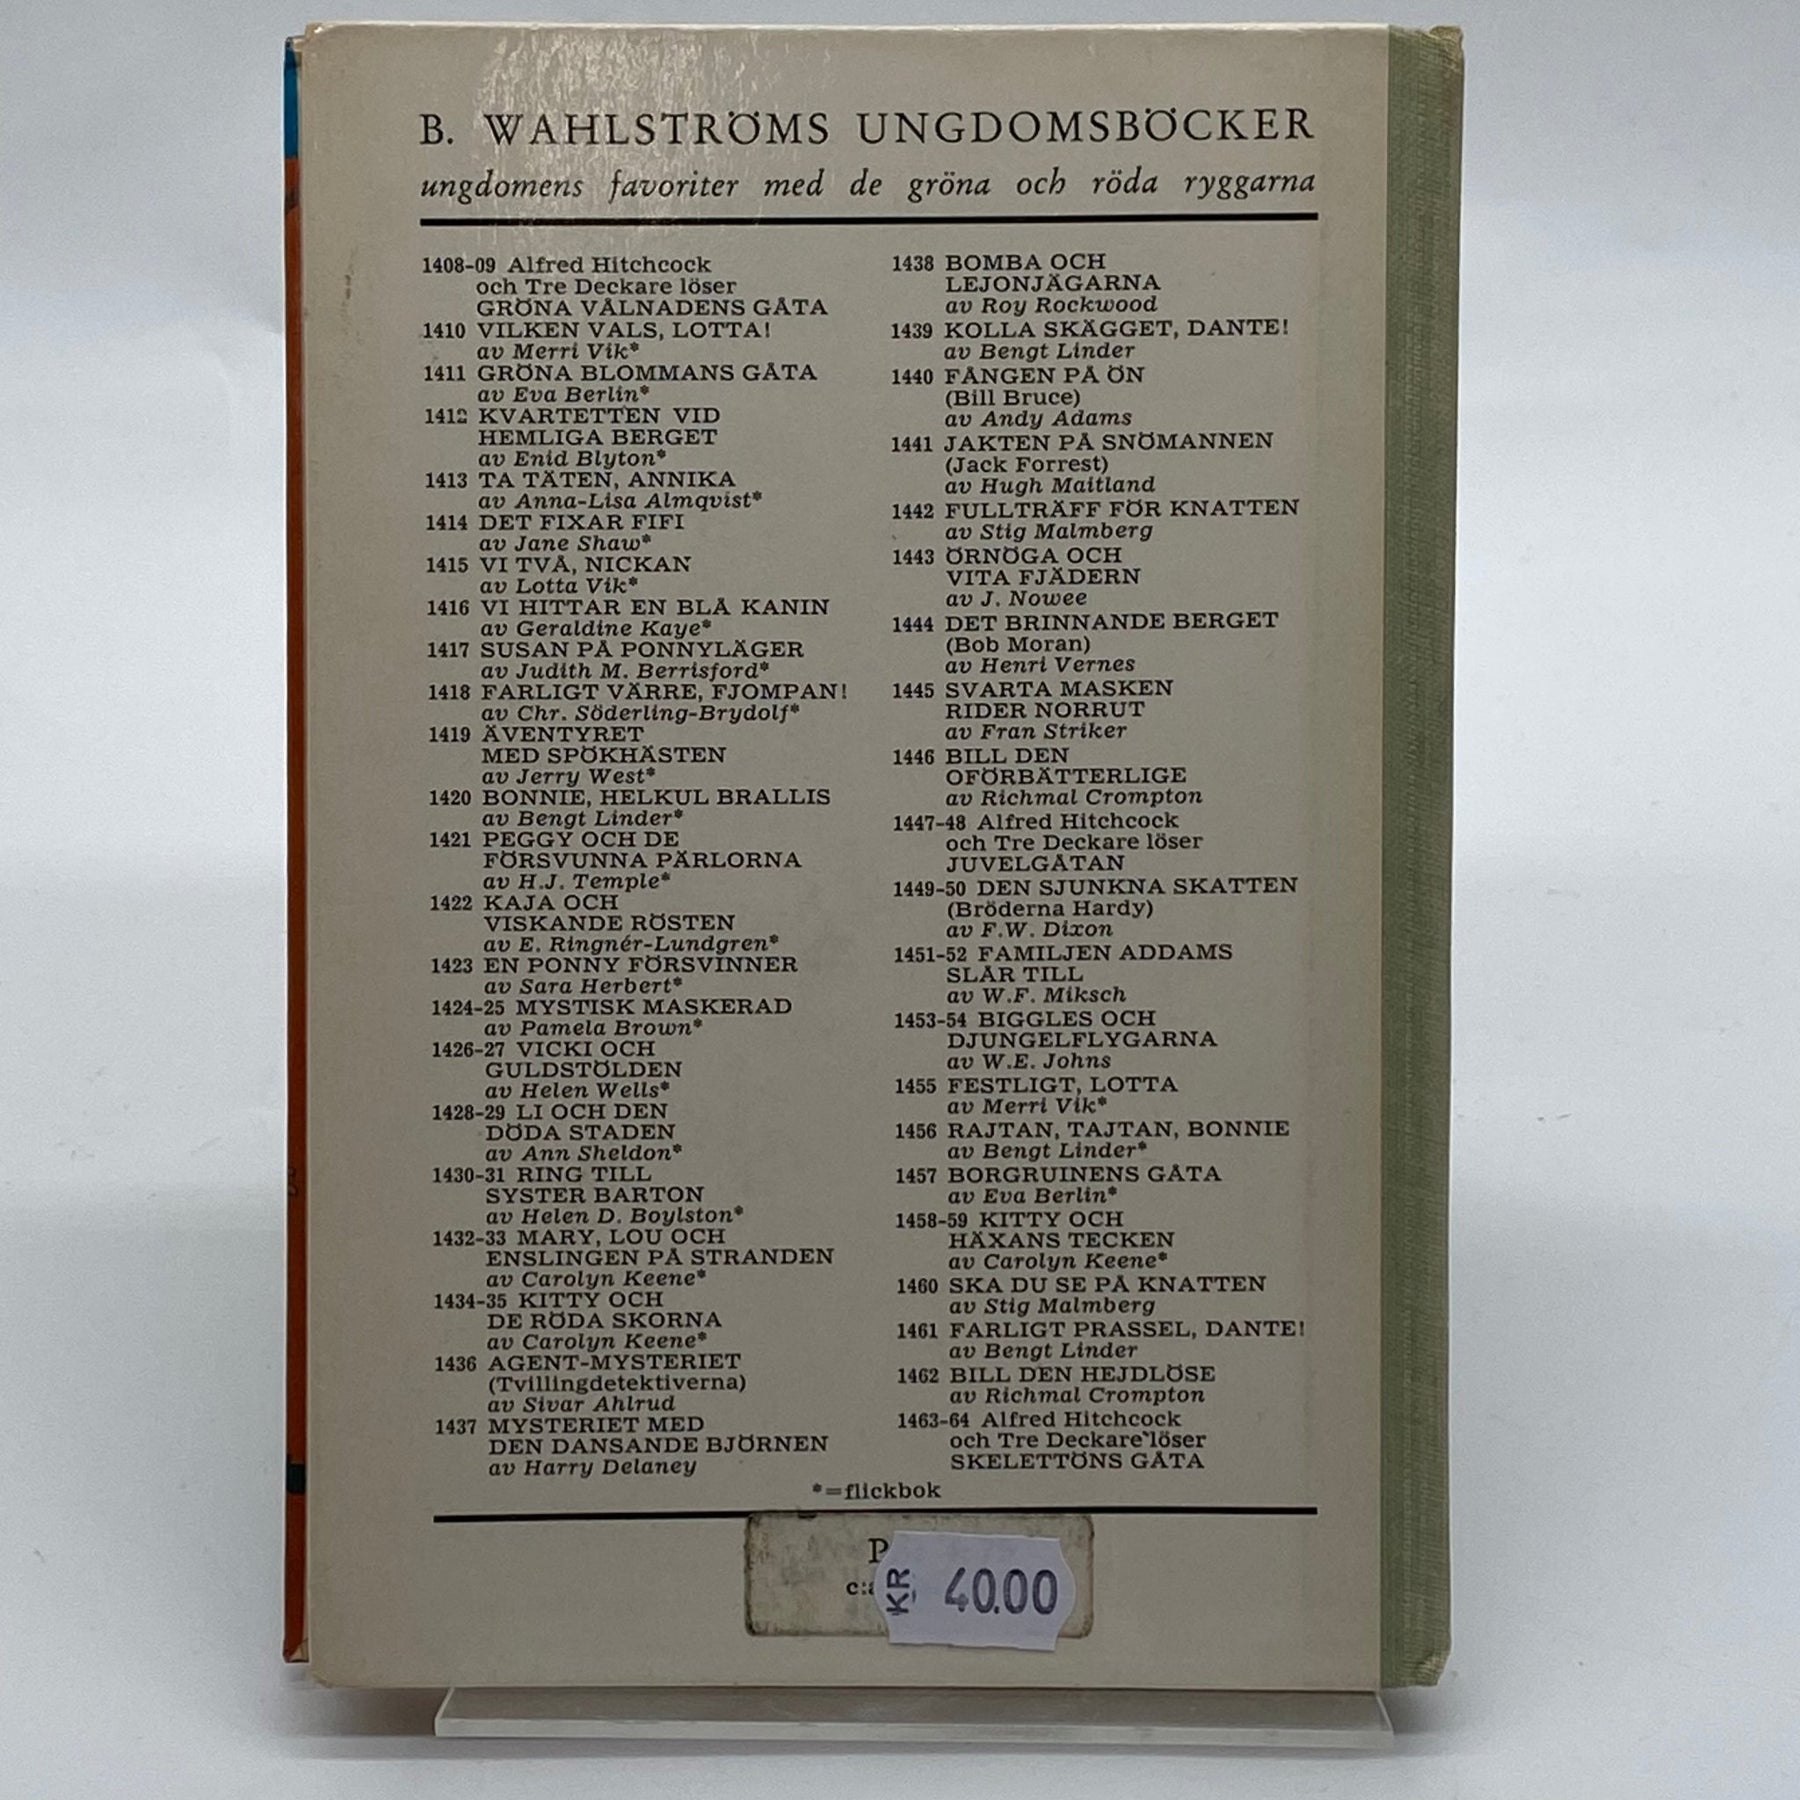 B. WAHLSTRÖMS UNGDOMSBÖCKER
ungdomens favoriter med de gröna och röda ryggarna
1408-09 Alfred Hitchcock
och Tre Deckare löser
GRÖNA VÅLNADENS GÅTA
1410 VILKEN VALS, LOTTA!
av Merri Vik*
1411 GRÖNA BLOMMANS GÅTA
av Eva Berlin*
1412 KVARTETTEN VID
HEMLIGA BERGET
av Enid Blyton*
1413 TA TÄTEN, ANNIKA
av Anna-Lisa Almqvist*
1414 DET FIXAR FIFI
av Jane Shaw*
1415 VI TVÅ, NICKAN
av Lotta Vik*
1416 VI HITTAR EN BLÅ KANIN
av Geraldine Kaye*
1417 SUSAN PÅ PONNYLÄGER
av Judith M. Berrisford*
1418 FARLIGT VÄRRE, FJOMPAN!
av Chr. Söderling-Brydolf*
1419 ÄVENTYRET
MED SPÖKHÄSTEN
av Jerry West*
1420 BONNIE, HELKUL BRALLIS
av Bengt Linder*
1421 PEGGY OCH DE
FÖRSVUNNA PÄRLORNA
av H.J. Temple*
1422 KAJA OCH
VISKANDE RÖSTEN
av E. Ringnér-Lundgren*
1423 EN PONNY FÖRSVINNER
av Sara Herbert*
1424-25 MYSTISK MASKERAD
av Pamela Brown*
1426-27 VICKI OCH
GULDSTÖLDEN
av Helen Wells*
1428-29 LI OCH DEN
DÖDA STADEN
av Ann Sheldon*
1430-31 RING TILL
SYSTER BARTON
av Helen D. Boylston*
1432-33 MARY, LOU OCH
ENSLINGEN PÅ STRANDEN
av Carolyn Keene*
1434-35 KITTY OCH
DE RÖDA SKORNA
av Carolyn Keene*
1436 AGENT-MYSTERIET
(Tvillingdetektiverna)
av Sivar Ahlrud
1437 MYSTERIET MED
DEN DANSANDE BJÖRNEN
av Harry Delaney
1438 BOMBA OCH
LEJONJÄGARNA
av Roy Rockwood
1439 KOLLA SKÄGGET, DANTE!
av Bengt Linder
1440 FÅNGEN PÅ ÖN
(Bill Bruce)
av Andy Adams
1441 JAKTEN PÅ SNÖMANNEN
(Jack Forrest)
av Hugh Maitland
1442 FULLTRÄFF FÖR KNATTEN
av Stig Malmberg
1443 ÖRNÖGA OCH
VITA FJÄDERN
av J. Nowee
1444 DET BRINNANDE BERGET
(Bob Moran)
av Henri Vernes
1445 SVARTA MASKEN
RIDER NORRUT
av Fran Striker
1446 BILL DEN
OFÖRBÄTTERLIGE
av Richmal Crompton
1447-48 Alfred Hitchcock
och Tre Deckare löser
JUVELGÅTAN
1449-50 DEN SJUNKNA SKATTEN
(Bröderna Hardy)
av F.W. Dixon
1451-52 FAMILJEN ADDAMS
SLÅR TILL
av W.F. Miksch
1453-54 BIGGLES OCH
DJUNGELFLYGARNA
av W.E. Johns
1455 FESTLIGT, LOTTA
av Merri Vik*
1456 RAJTAN, TAJTAN, BONNIE
av Bengt Linder*
1457 BORGRUINENS GÅTA
av Eva Berlin*
1458-59 KITTY OCH
HÄXANS TECKEN
av Carolyn Keene*
1460 SKA DU SE PÅ KNATTEN
av Stig Malmberg
1461 FARLIGT PRASSEL, DANTE!
av Bengt Linder
1462 BILL DEN HEJDLÖSE
av Richmal Crompton
1463-64 Alfred Hitchcock
och Tre Deckare löser
SKELETTÖNS GÅTA
*=flickbok
KR 40.00